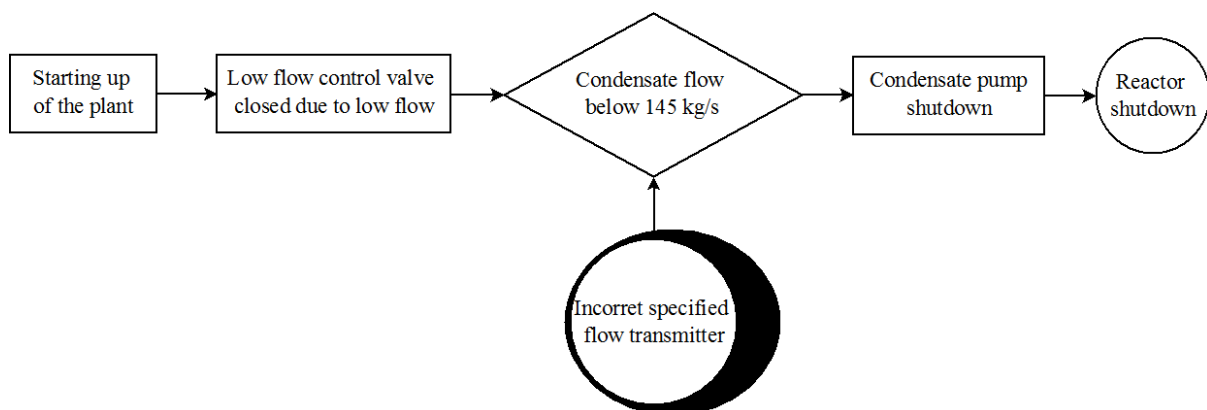 Starting up
of the plant
Low flow control valve
closed due to low flow
Condensate flow
below 145 kg/s
Condensate pump
shutdown
Reactor
shutdown
Incorret specified
flow transmitter